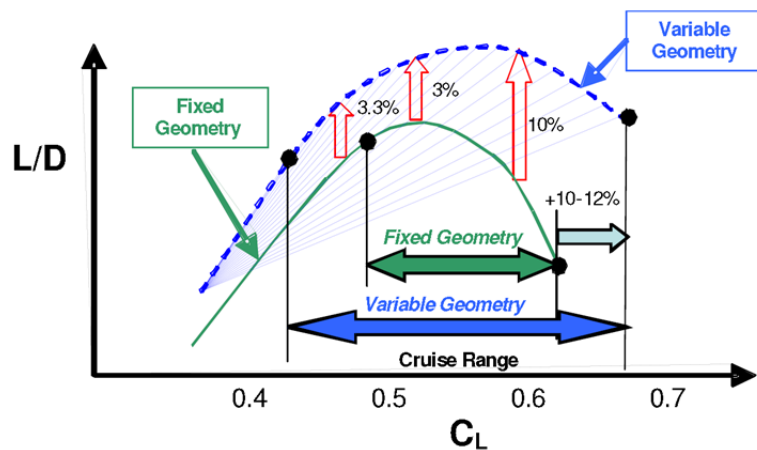 Variable
Geometry
Fixed
Geometry
L/D
3.3%
3%
10%
+10-12%
Fixed Geometry
Variable Geometry
Cruise Range
0.4 0.5 0.6 0.7
CL